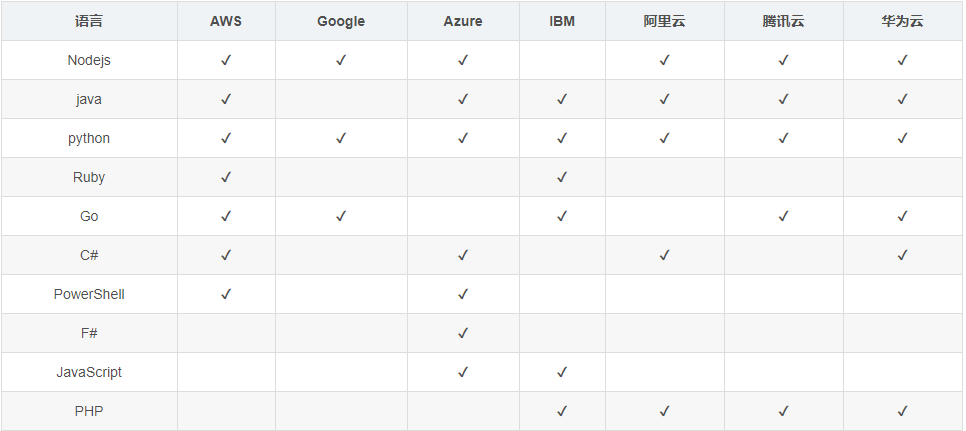 语言 AWS Google Azure IBM 阿里云 腾讯云 华为云
Nodejs ✓ ✓ ✓ ✓ ✓ ✓
java ✓ ✓ ✓ ✓ ✓ ✓
python ✓ ✓ ✓ ✓ ✓ ✓ ✓
Ruby ✓ ✓
Go ✓ ✓ ✓ ✓ ✓
C# ✓ ✓ ✓ ✓
PowerShell ✓ ✓
F# ✓
JavaScript ✓ ✓
PHP ✓ ✓ ✓ ✓